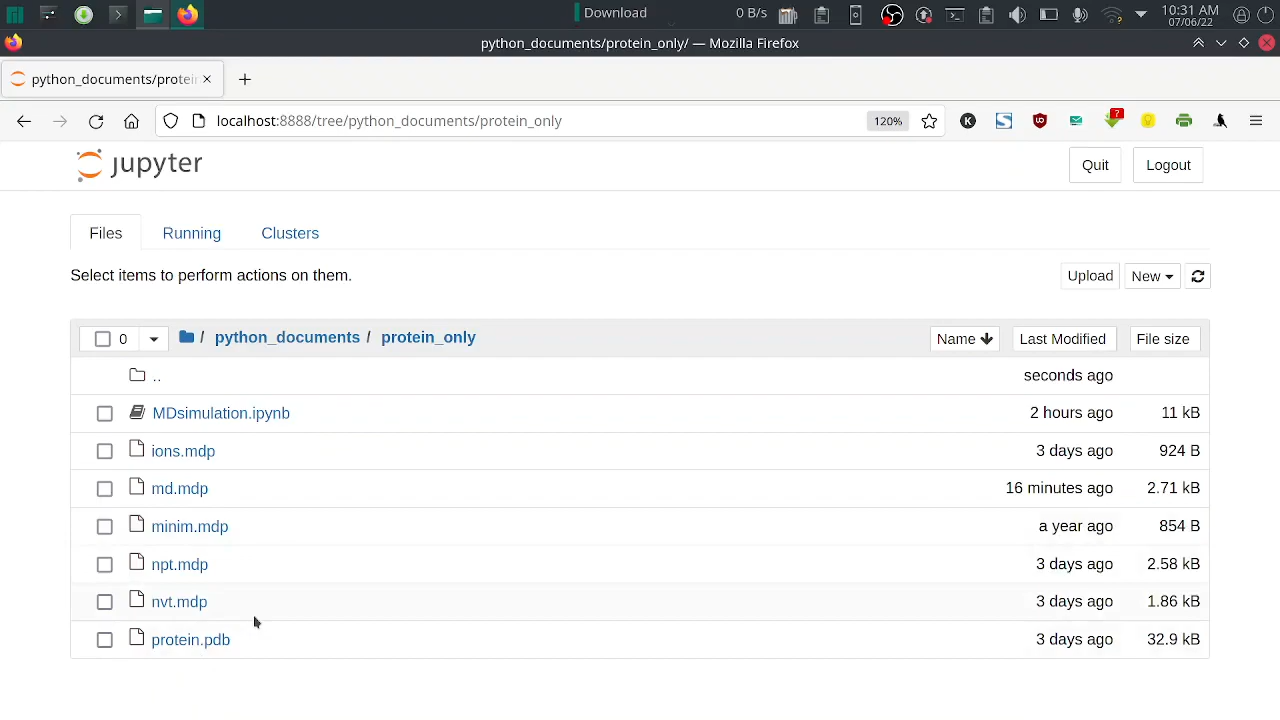 Download
0 B/s
10:31 AM
07/06/22
python_documents/protein_only/ — Mozilla Firefox
python_documents/protein
localhost:8888/tree/python_documents/protein_only
120%
?
K
S
jupyter
Quit
Logout
Files
Running
Clusters
Select items to perform actions on them.
Upload
New
0
/ python_documents / protein_only
Name
Last Modified
File size
..
seconds ago
MDsimulation.ipynb
2 hours ago
11 kB
ions.mdp
3 days ago
924 B
md.mdp
16 minutes ago
2.71 kB
minim.mdp
a year ago
854 B
npt.mdp
3 days ago
2.58 kB
nvt.mdp
3 days ago
1.86 kB
protein.pdb
3 days ago
32.9 kB